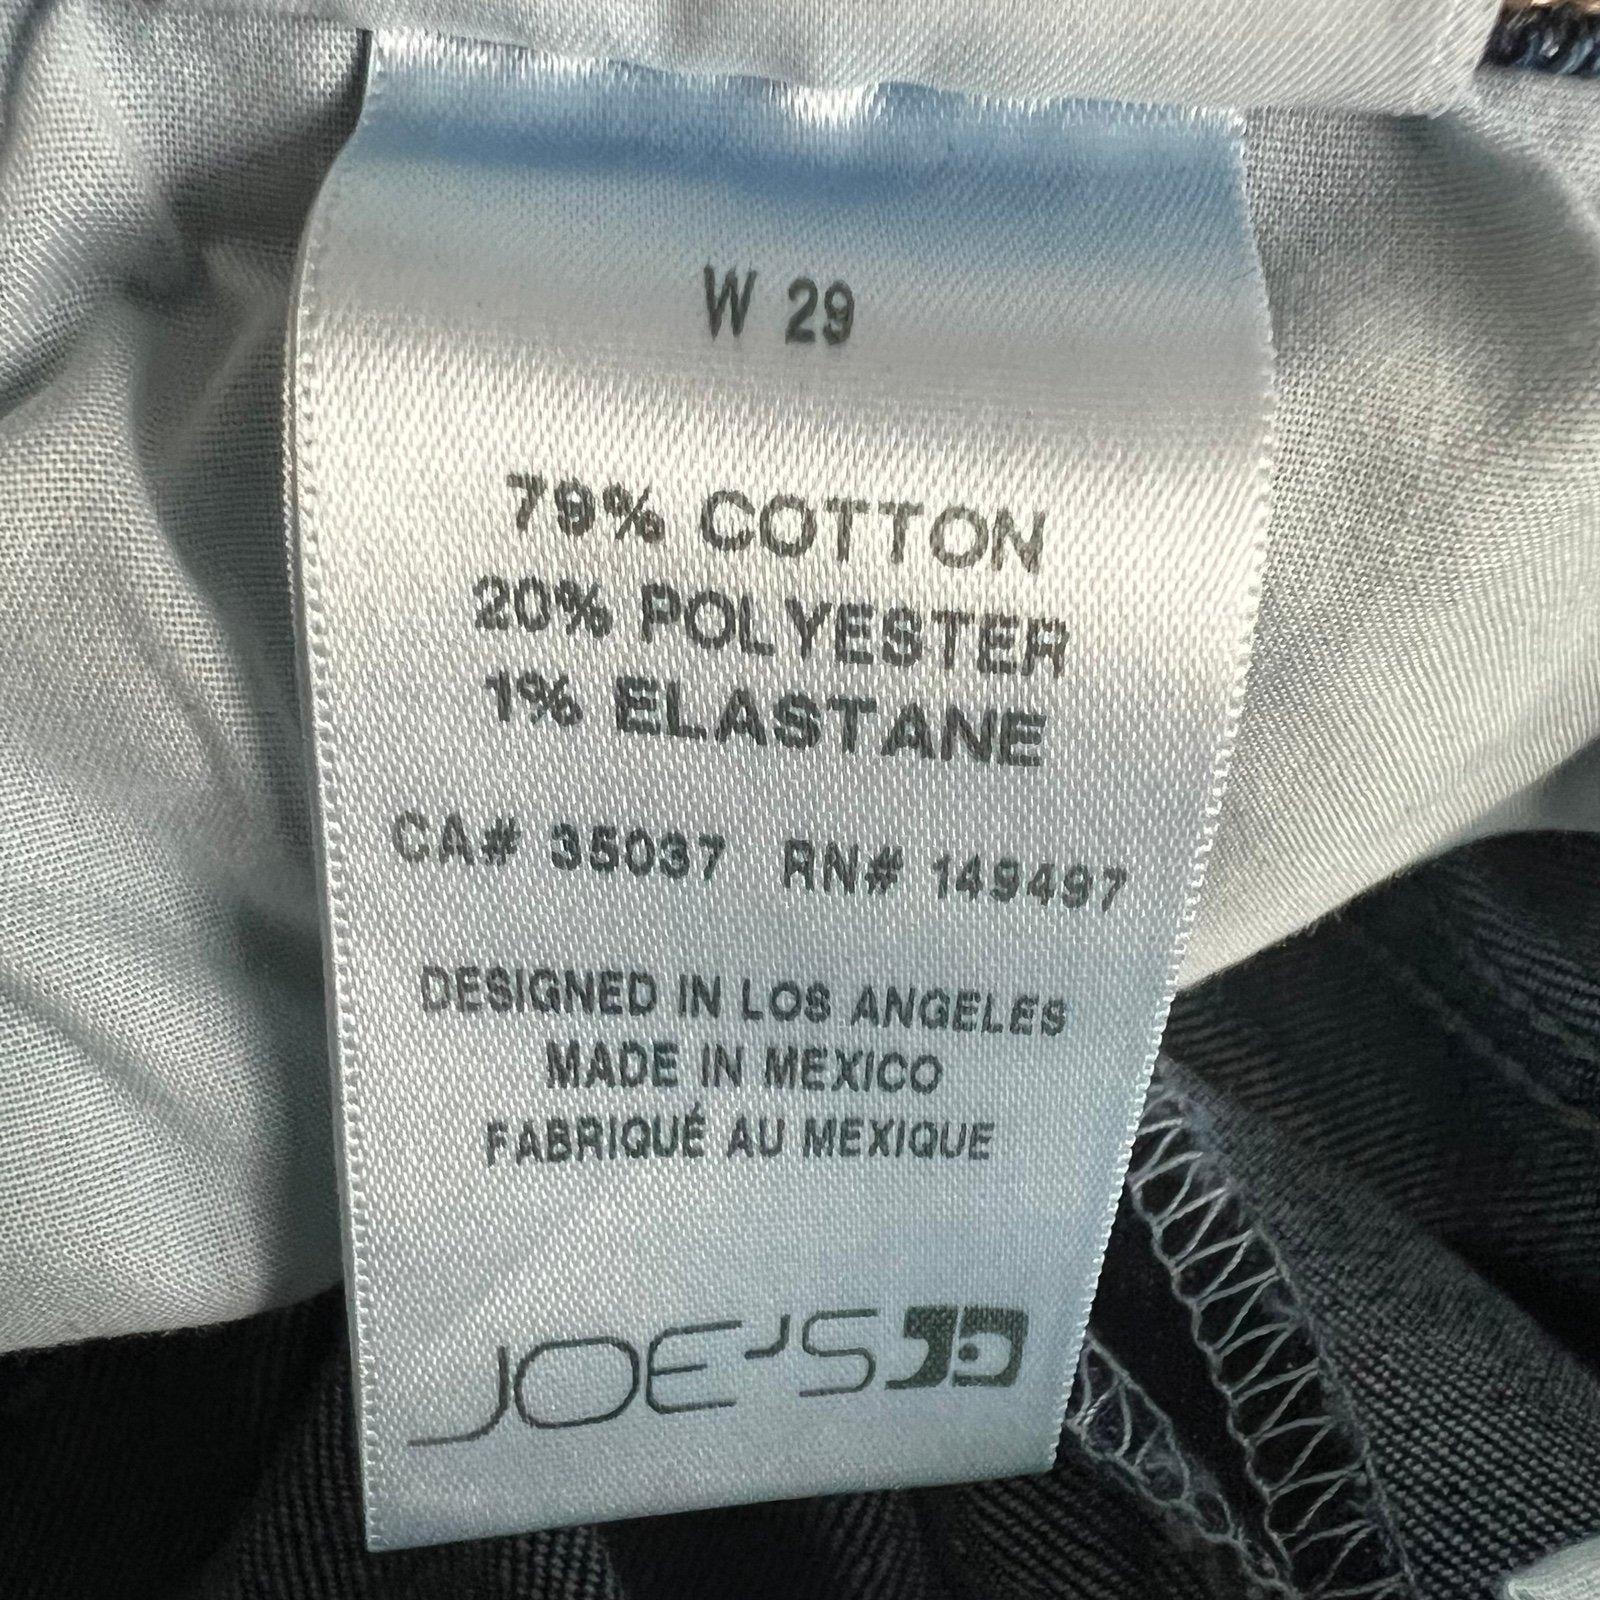 W 29
79% COTTON
20% POLYESTER
1% ELASTANE
CA# 35037 RN# 149497
DESIGNED IN LOS ANGELES
MADE IN MEXICO
FABRIQUÉ AU MEXIQUE
JOE'S